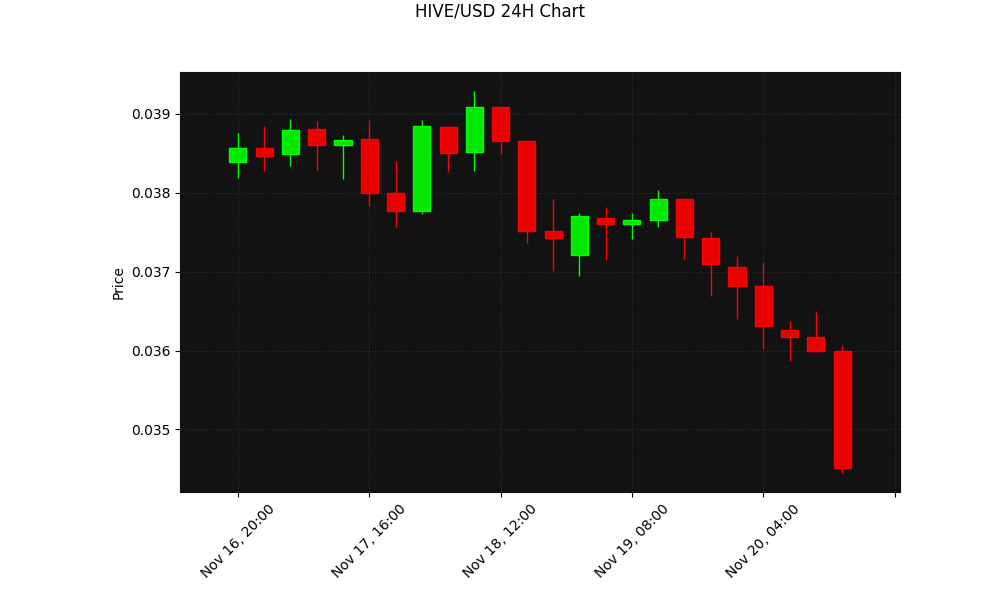 HIVE/USD 24H Chart
0.039
0.038
0.037
0.036
0.035
Price
Nov 16, 20:00
Nov 17, 16:00
Nov 18, 12:00
Nov 19, 08:00
Nov 20, 04:00